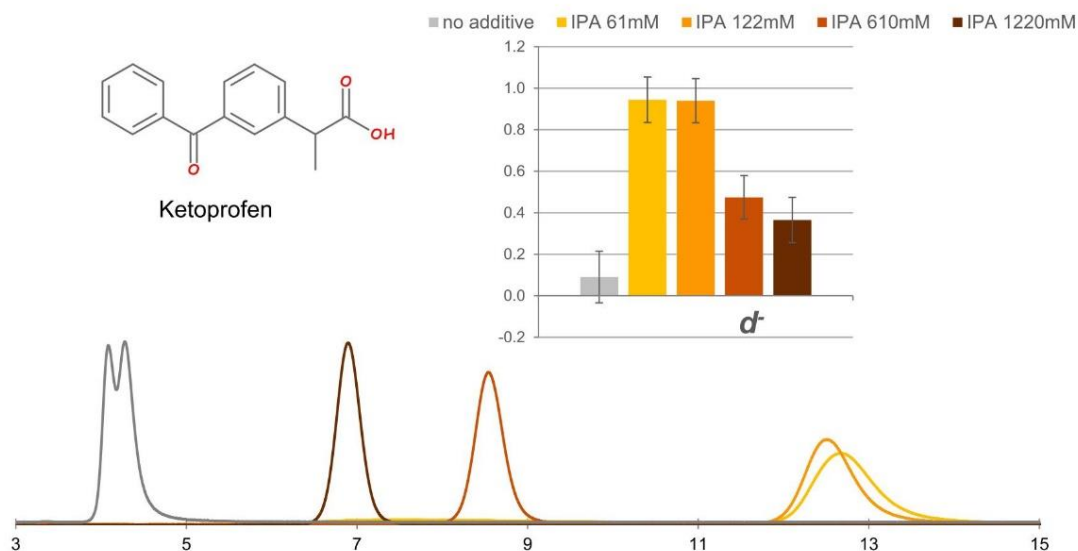 no additive IPA 61mM IPA 122mM IPA 610mM IPA 1220mM
1.2
1.0
0.8
0.6
0.4
0.2
0.0
-0.2
d-
O
OH
O
Ketoprofen
3 5 7 9 11 13 15